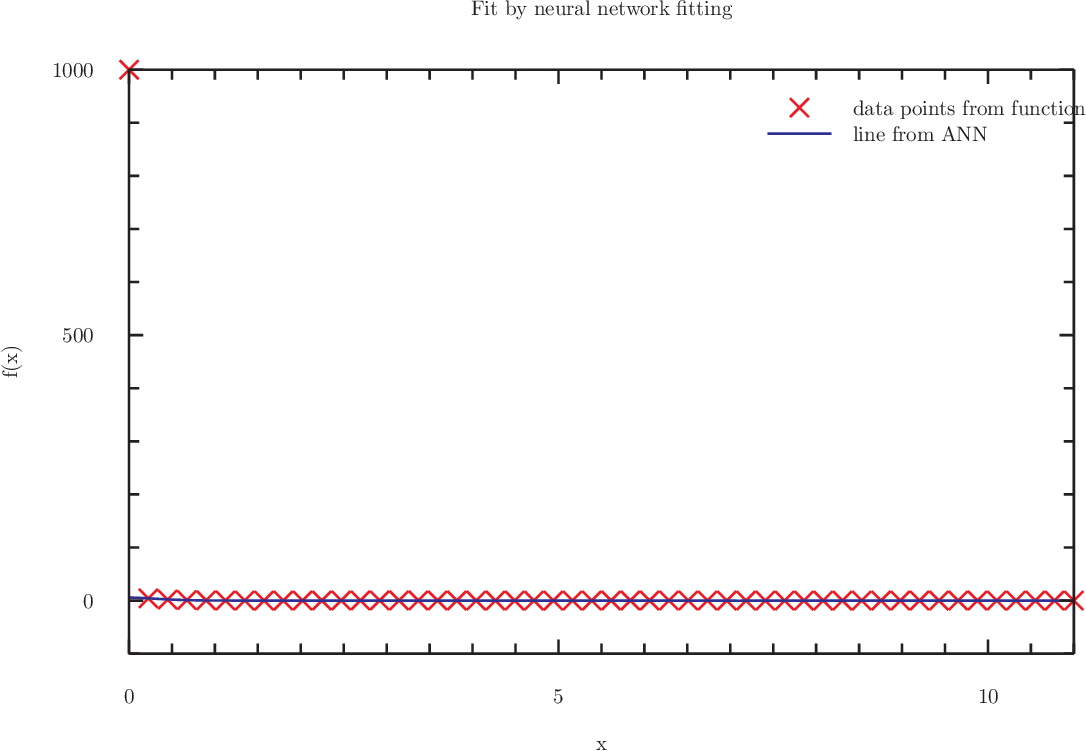 Fit by neural network fitting
1000
data points from function
line from ANN
500
f(x)
0
0 5 10
x